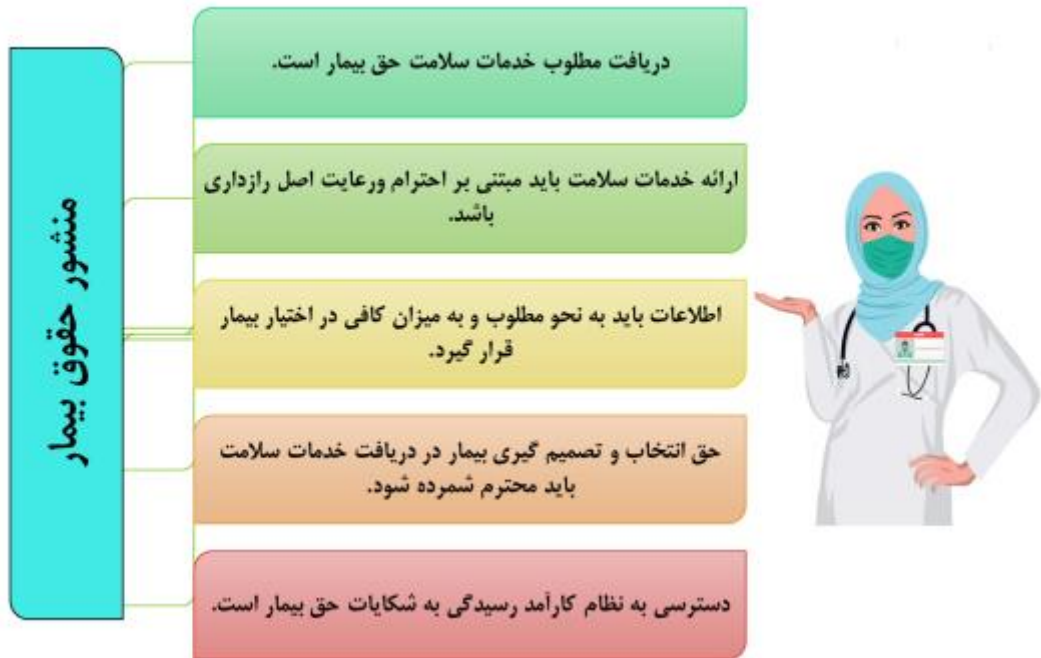 منشور حقوق بیمار
دریافت مطلوب خدمات سلامت حق بیمار است.
ارائه خدمات سلامت باید مبتنی بر احترام ورعایت اصل رازداری
باشد.
اطلاعات باید به نحو مطلوب و به میزان کافی در اختیار بیمار
قرار گیرد.
حق انتخاب و تصمیم گیری بیمار در دریافت خدمات سلامت
باید محترم شمرده شود.
دسترسی به نظام کارآمد رسیدگی به شکایات حق بیمار است.